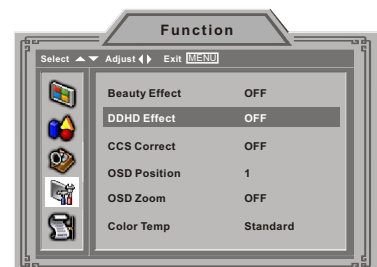 Function
Select Adjust Exit MENU
Beauty Effect OFF
DDHD Effect OFF
CCS Correct OFF
OSD Position 1
OSD Zoom OFF
Color Temp Standard